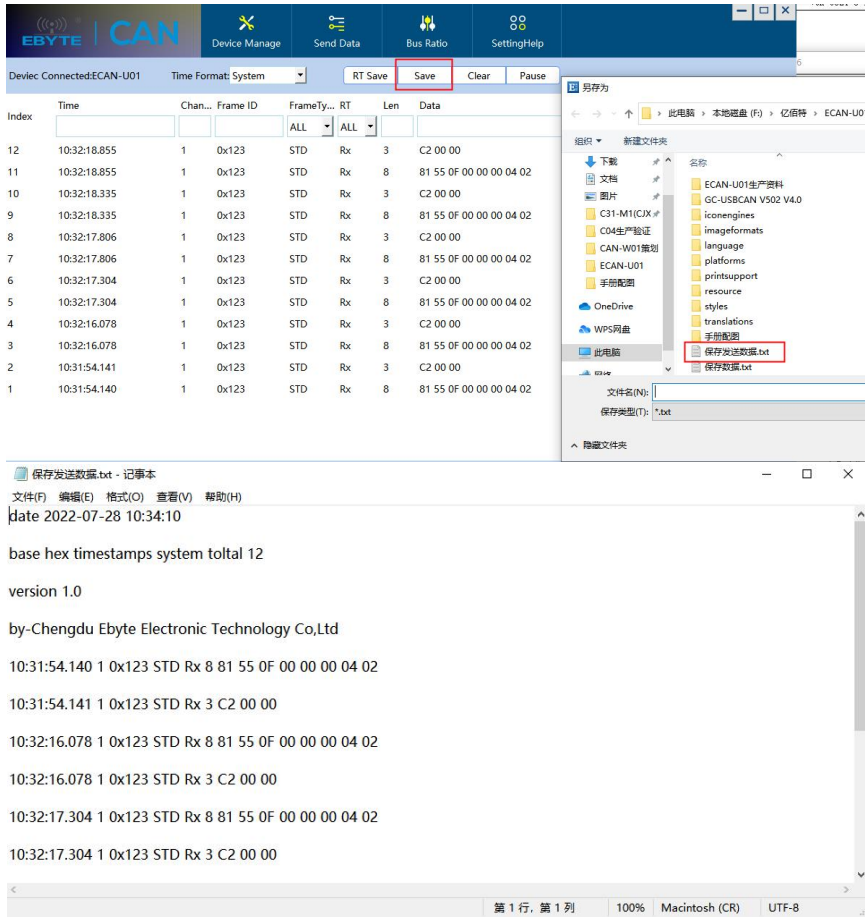 EBYTE | CAN
Device Manage
Send Data
Bus Ratio
SettingHelp
Deviec Connected:ECAN-U01
Time Format: System
RT Save
Save
Clear
Pause
Index Time Chan... Frame ID FrameTy... RT Len Data
ALL ALL
12 10:32:18.855 1 0x123 STD Rx 3 C2 00 00
11 10:32:18.855 1 0x123 STD Rx 8 81 55 0F 00 00 00 04 02
10 10:32:18.335 1 0x123 STD Rx 3 C2 00 00
9 10:32:18.335 1 0x123 STD Rx 8 81 55 0F 00 00 00 04 02
8 10:32:17.806 1 0x123 STD Rx 3 C2 00 00
7 10:32:17.806 1 0x123 STD Rx 8 81 55 0F 00 00 00 04 02
6 10:32:17.304 1 0x123 STD Rx 3 C2 00 00
5 10:32:17.304 1 0x123 STD Rx 8 81 55 0F 00 00 00 04 02
4 10:32:16.078 1 0x123 STD Rx 3 C2 00 00
3 10:32:16.078 1 0x123 STD Rx 8 81 55 0F 00 00 00 04 02
2 10:31:54.141 1 0x123 STD Rx 3 C2 00 00
1 10:31:54.140 1 0x123 STD Rx 8 81 55 0F 00 00 00 04 02
另存为
此电脑 › 本地磁盘 (F:) › 亿佰特 › ECAN-U01
组织 新建文件夹
下载
文档
图片
C31-M1(CJX
C04生产验证
CAN-W01策划
ECAN-U01
手册配图
OneDrive
WPS网盘
此电脑
网络
名称
ECAN-U01生产资料
GC-USBCAN V502 V4.0
iconengines
imageformats
language
platforms
printsupport
resource
styles
translations
手册配图
保存发送数据.txt
保存数据.txt
文件名(N):
保存类型(T): *.txt
隐藏文件夹
保存发送数据.txt - 记事本
文件(F) 编辑(E) 格式(O) 查看(V) 帮助(H)
date 2022-07-28 10:34:10
base hex timestamps system toltal 12
version 1.0
by-Chengdu Ebyte Electronic Technology Co,Ltd
10:31:54.140 1 0x123 STD Rx 8 81 55 0F 00 00 00 04 02
10:31:54.141 1 0x123 STD Rx 3 C2 00 00
10:32:16.078 1 0x123 STD Rx 8 81 55 0F 00 00 00 04 02
10:32:16.078 1 0x123 STD Rx 3 C2 00 00
10:32:17.304 1 0x123 STD Rx 8 81 55 0F 00 00 00 04 02
10:32:17.304 1 0x123 STD Rx 3 C2 00 00
第 1 行，第 1 列 100% Macintosh (CR) UTF-8